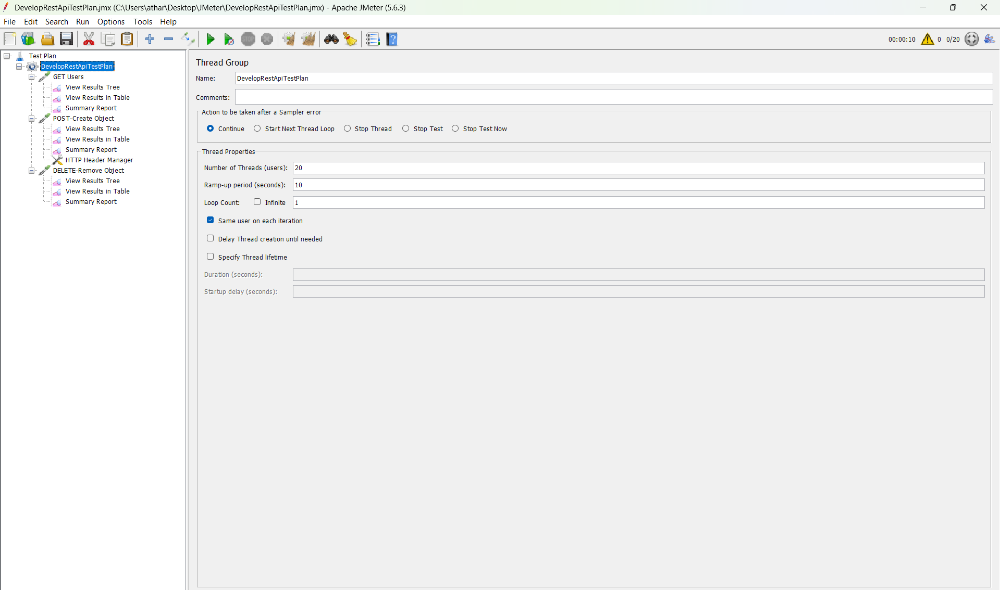 DevelopRestApiTestPlan.jmx (C:\Users\athar\Desktop\JMeter\DevelopRestApiTestPlan.jmx) - Apache JMeter (5.6.3)
File Edit Search Run Options Tools Help
STOP
00:00:10 0 0/20
Test Plan
DevelopRestApiTestPlan
GET Users
View Results Tree
View Results in Table
Summary Report
POST-Create Object
View Results Tree
View Results in Table
Summary Report
HTTP Header Manager
DELETE-Remove Object
View Results Tree
View Results in Table
Summary Report
Thread Group
Name: DevelopRestApiTestPlan
Comments:
Action to be taken after a Sampler error
Continue Start Next Thread Loop Stop Thread Stop Test Stop Test Now
Thread Properties
Number of Threads (users): 20
Ramp-up period (seconds): 10
Loop Count: Infinite 1
Same user on each iteration
Delay Thread creation until needed
Specify Thread lifetime
Duration (seconds):
Startup delay (seconds):